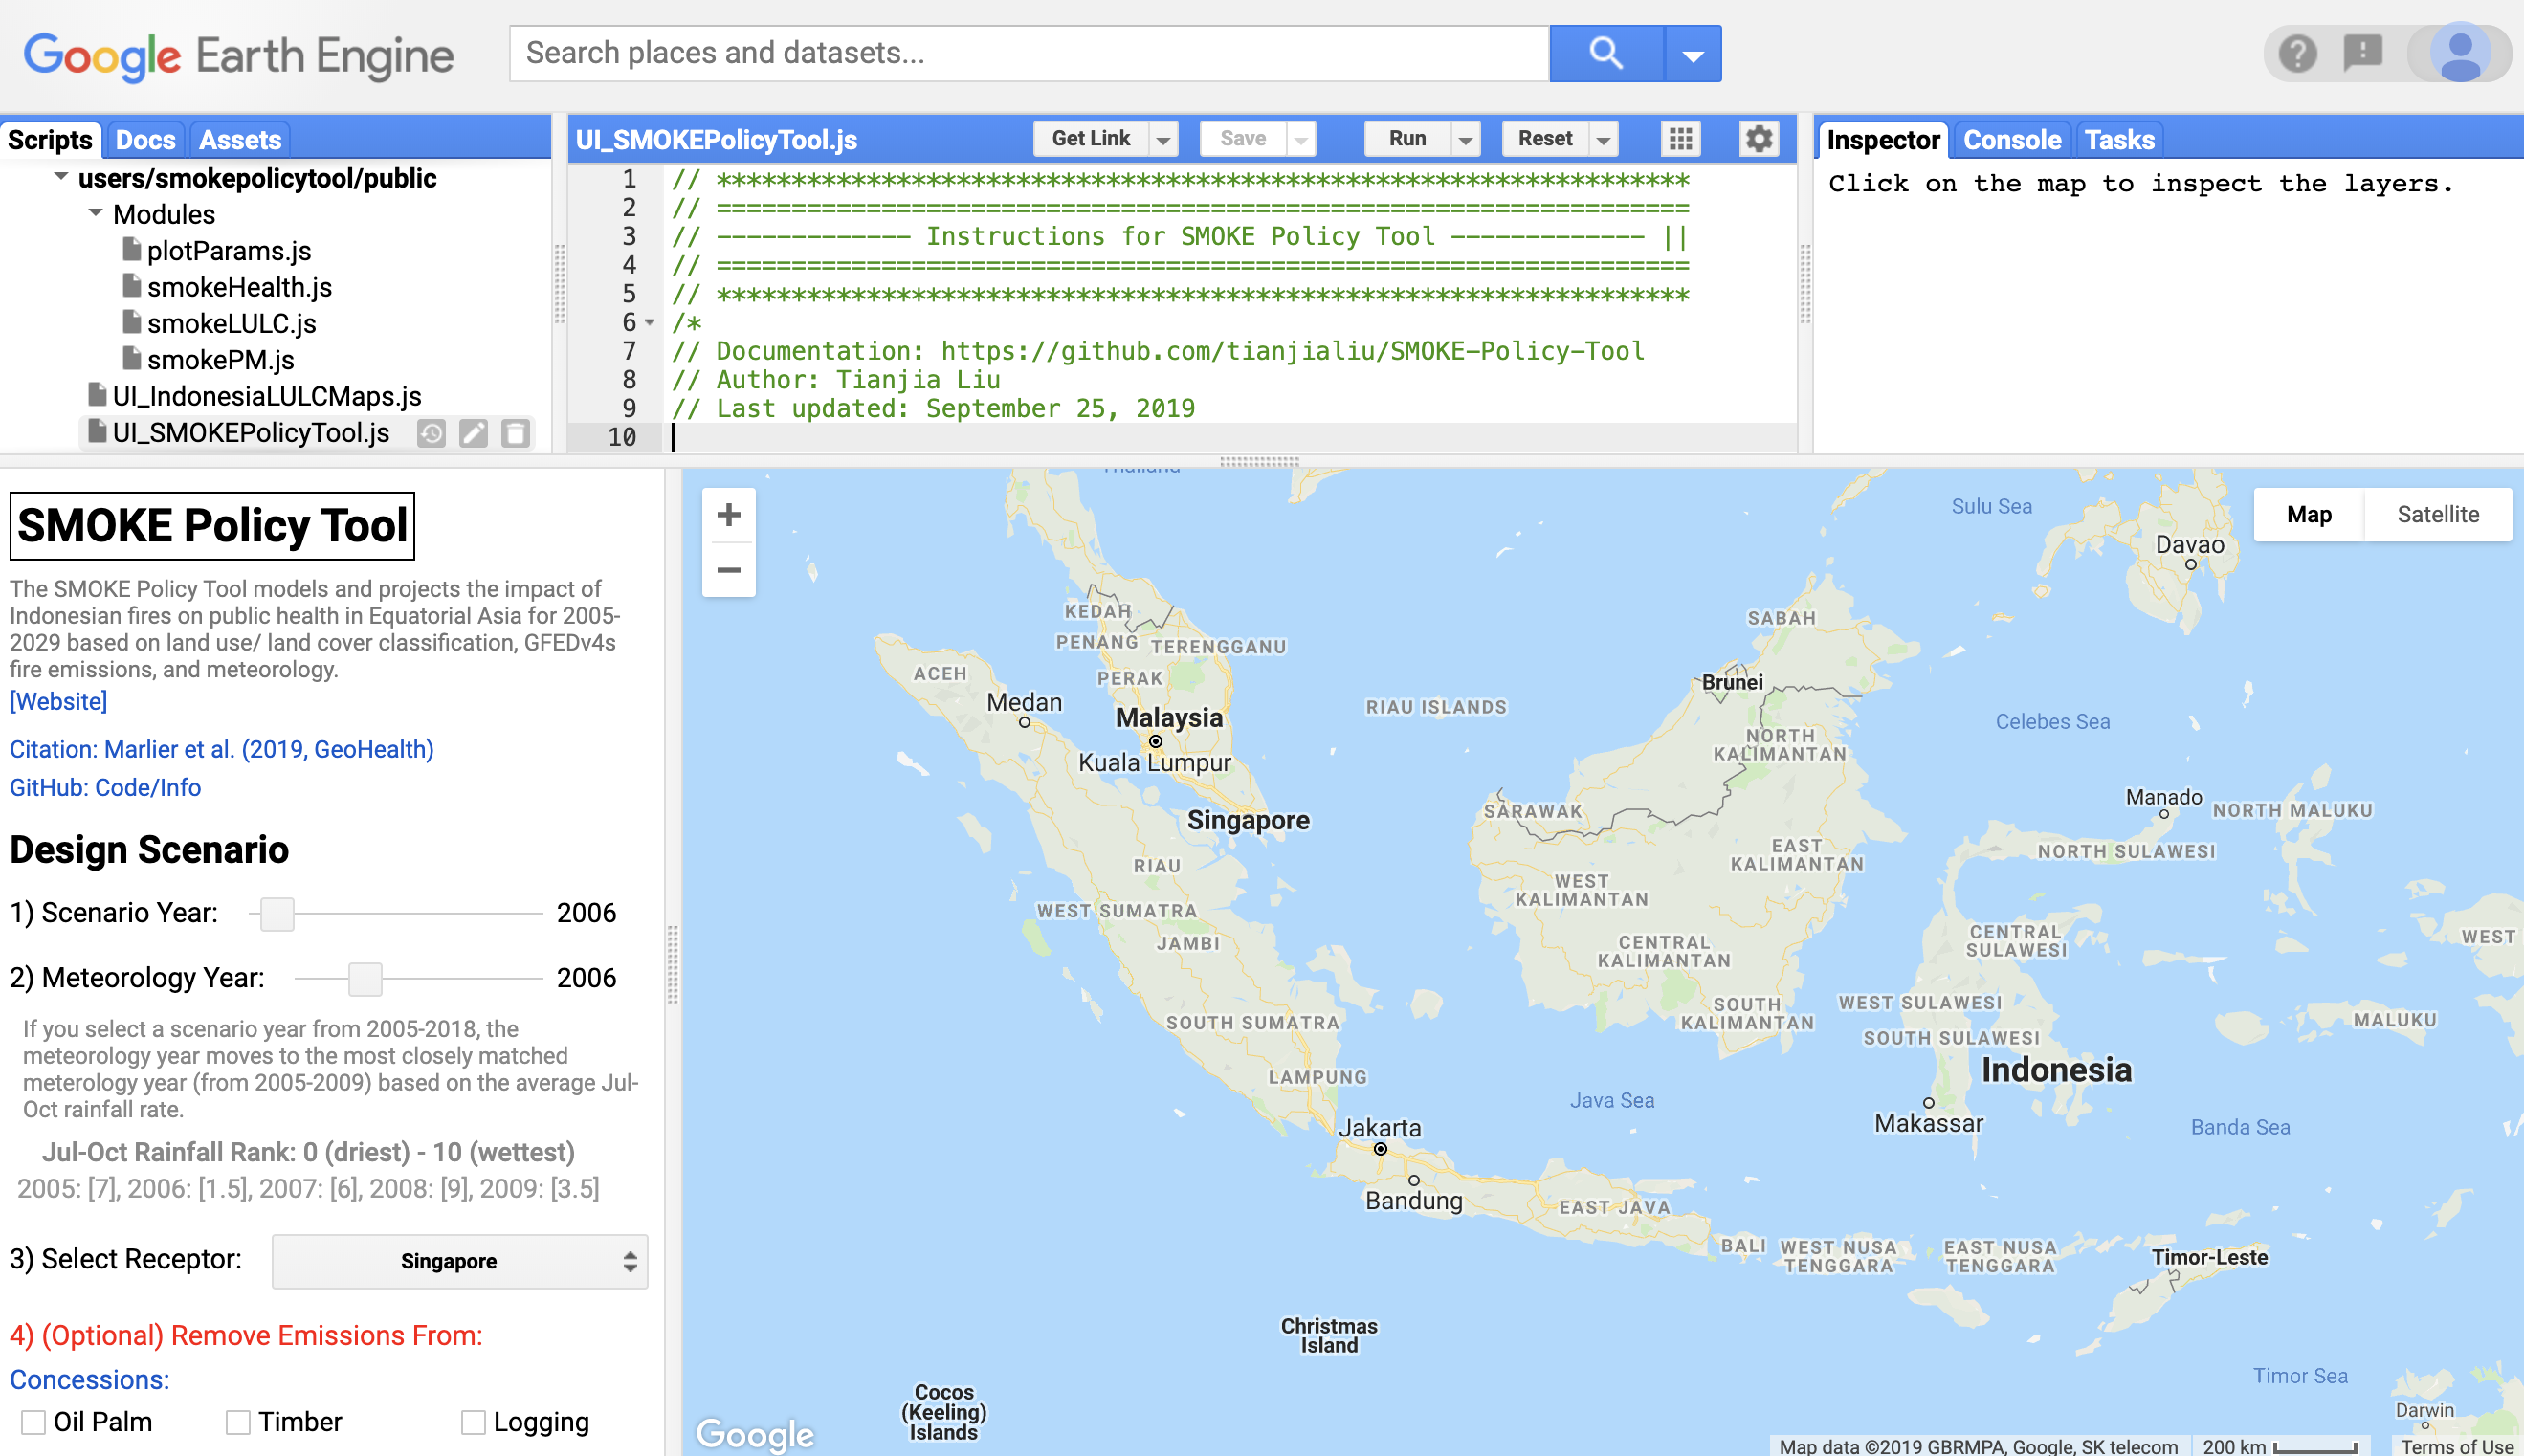 Google Earth Engine
Search places and datasets...
Scripts Docs Assets
users/smokepolicytool/public
Modules
plotParams.js
smokeHealth.js
smokeLULC.js
smokePM.js
UI_IndonesiaLULCMaps.js
UI_SMOKEPolicyTool.js
UI_SMOKEPolicyTool.js
Get Link Save Run Reset
1 // *****************************************************************
2 // =================================================================
3 // ------------- Instructions for SMOKE Policy Tool ------------- ||
4 // =================================================================
5 // *****************************************************************
6 /*
7 // Documentation: https://github.com/tianjialiu/SMOKE-Policy-Tool
8 // Author: Tianjia Liu
9 // Last updated: September 25, 2019
10
Inspector Console Tasks
Click on the map to inspect the layers.
SMOKE Policy Tool
The SMOKE Policy Tool models and projects the impact of
Indonesian fires on public health in Equatorial Asia for 2005-
2029 based on land use/ land cover classification, GFEDv4s
fire emissions, and meteorology.
[Website]
Citation: Marlier et al. (2019, GeoHealth)
GitHub: Code/Info
Design Scenario
1) Scenario Year: 2006
2) Meteorology Year: 2006
If you select a scenario year from 2005-2018, the
meteorology year moves to the most closely matched
meterology year (from 2005-2009) based on the average Jul-
Oct rainfall rate.
Jul-Oct Rainfall Rank: 0 (driest) - 10 (wettest)
2005: [7], 2006: [1.5], 2007: [6], 2008: [9], 2009: [3.5]
3) Select Receptor: Singapore
4) (Optional) Remove Emissions From:
Concessions:
Oil Palm Timber Logging
+
−
Map Satellite
Thailand
Sulu Sea
Davao
KEDAH
PENANG
TERENGGANU
SABAH
ACEH
PERAK
Brunei
Medan
RIAU ISLANDS
Malaysia
Celebes Sea
NORTH
KALIMANTAN
Kuala Lumpur
Manado
NORTH MALUKU
SARAWAK
Singapore
EAST
KALIMANTAN
NORTH SULAWESI
RIAU
WEST
KALIMANTAN
WEST SUMATRA
CENTRAL
SULAWESI
WEST
JAMBI
CENTRAL
KALIMANTAN
SOUTH
KALIMANTAN
WEST SULAWESI
SOUTH SUMATRA
MALUKU
SOUTH SULAWESI
Indonesia
LAMPUNG
Java Sea
Jakarta
Makassar
Banda Sea
Bandung
EAST JAVA
BALI
WEST NUSA
TENGGARA
EAST NUSA
TENGGARA
Timor-Leste
Christmas
Island
Timor Sea
Cocos
(Keeling)
Islands
Darwin
Google
Map data ©2019 GBRMPA, Google, SK telecom 200 km Terms of Use